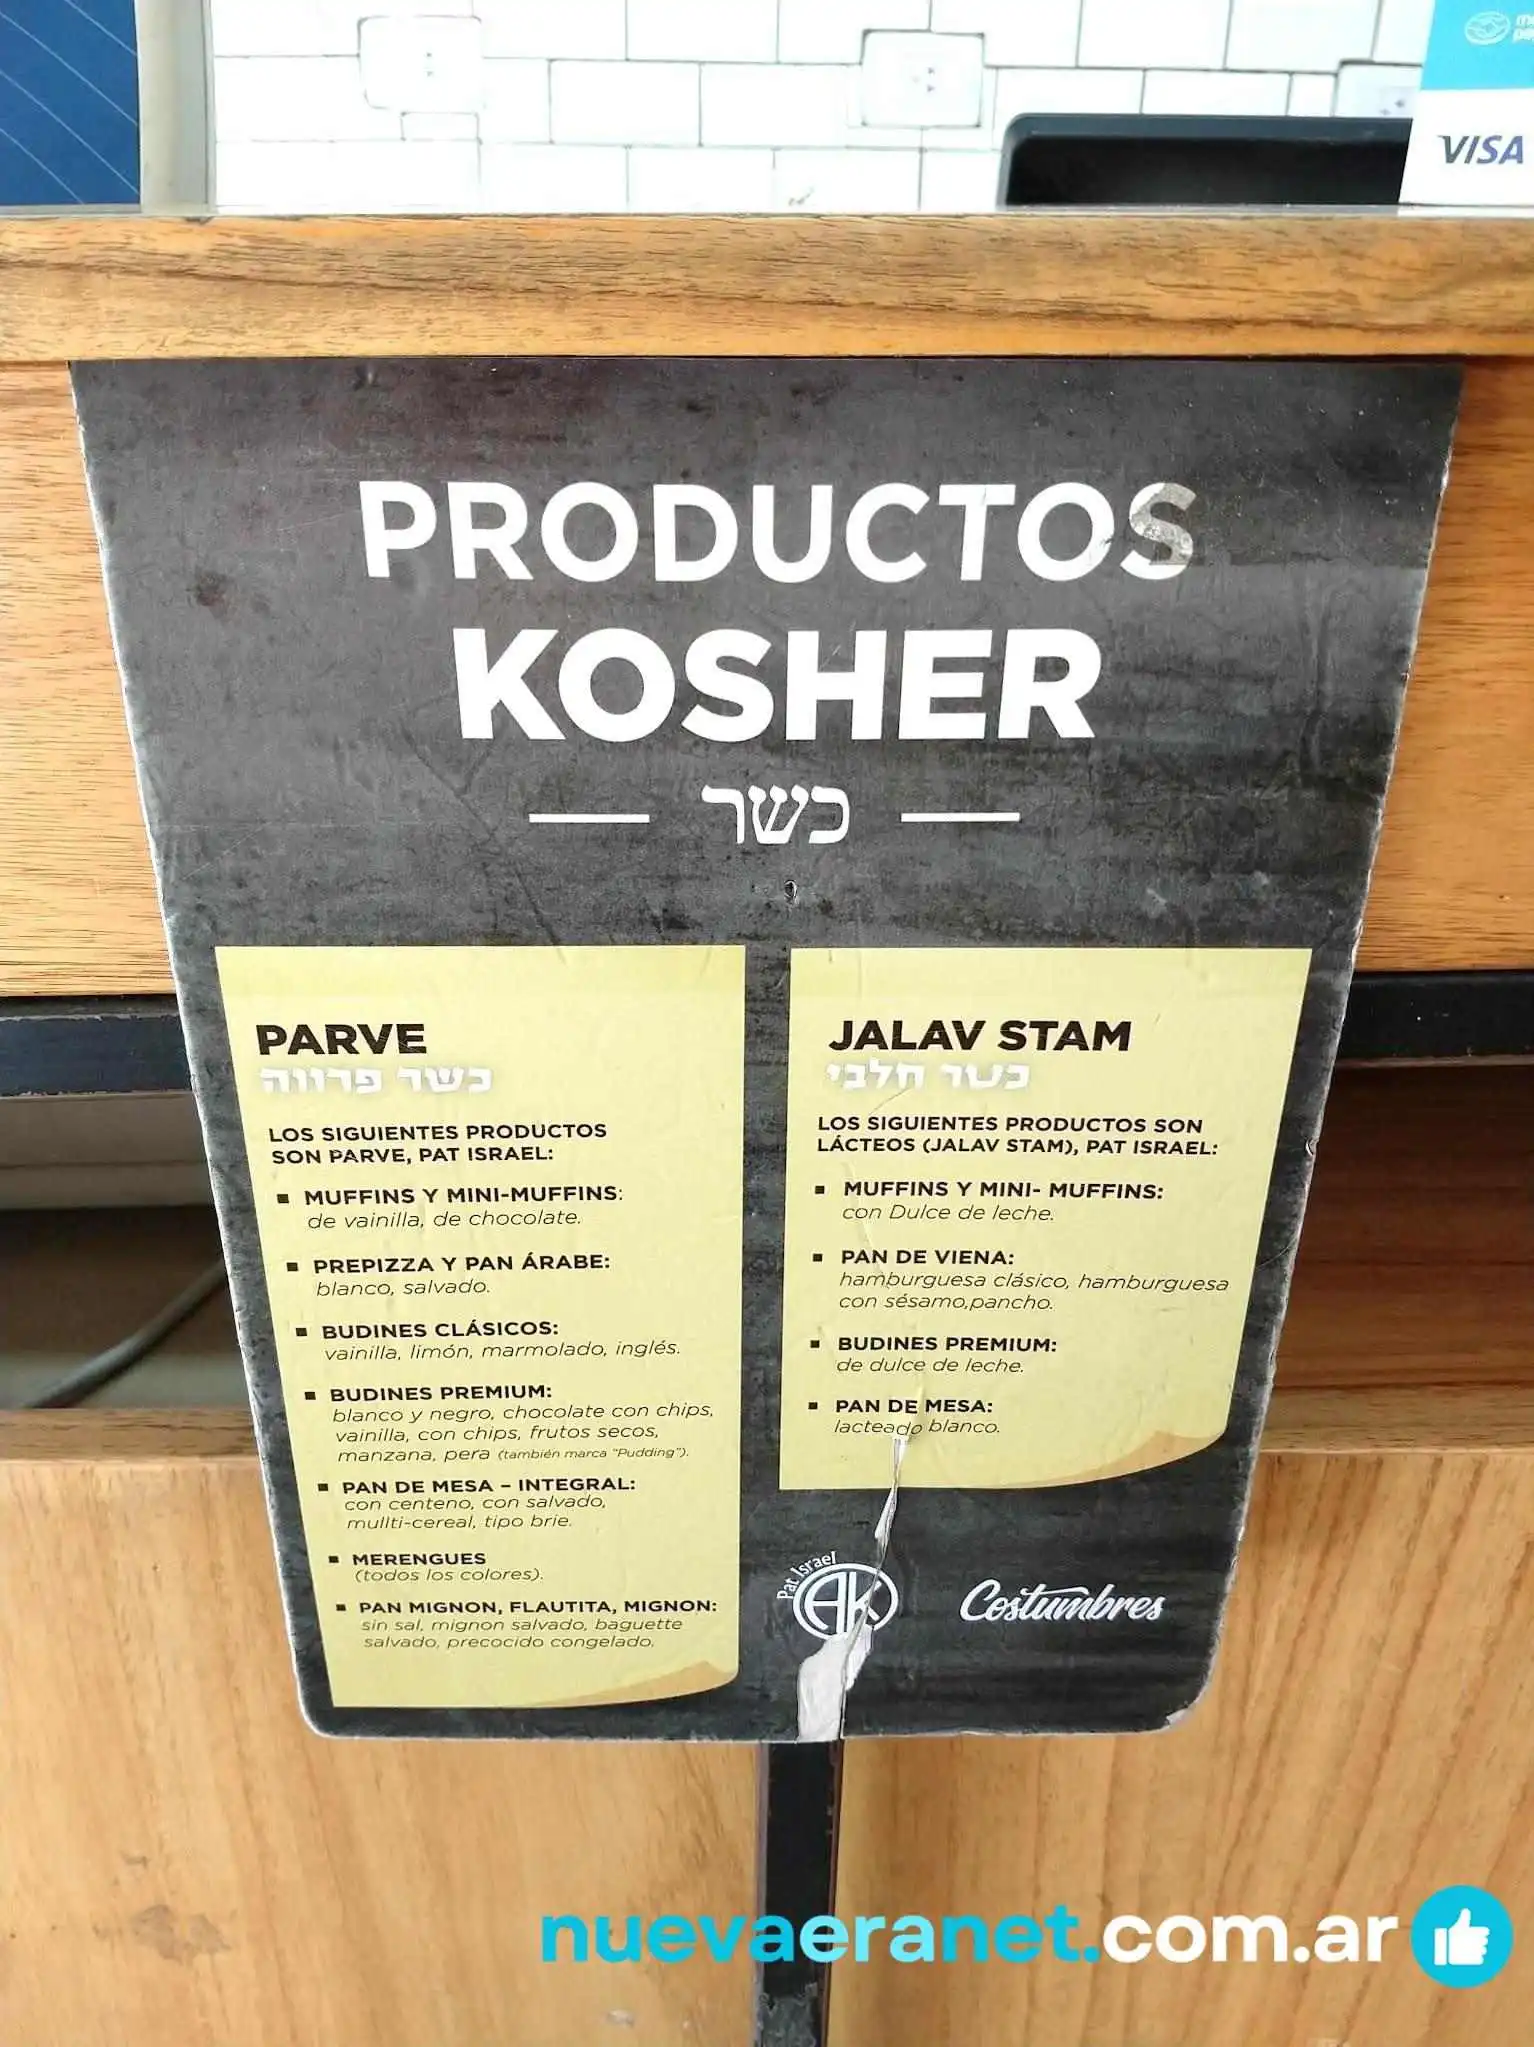 VISA
PRODUCTOS
KOSHER
כשר
PARVE
כשר פרווה
LOS SIGUIENTES PRODUCTOS
SON PARVE, PAT ISRAEL:
MUFFINS Y MINI-MUFFINS:
de vainilla, de chocolate.
PREPIZZA Y PAN ÁRABE:
blanco, salvado.
BUDINES CLÁSICOS:
vainilla, limón, marmolado, inglés.
BUDINES PREMIUM:
blanco y negro, chocolate con chips,
vainilla, con chips, frutos secos,
manzana, pera (también marca "Pudding").
PAN DE MESA – INTEGRAL:
con centeno, con salvado,
mullti-cereal, tipo brie.
MERENGUES
(todos los colores).
PAN MIGNON, FLAUTITA, MIGNON:
sin sal, mignon salvado, baguette
salvado, precocido congelado.
JALAV STAM
כשר חלבי
LOS SIGUIENTES PRODUCTOS SON
LÁCTEOS (JALAV STAM), PAT ISRAEL:
MUFFINS Y MINI- MUFFINS:
con Dulce de leche.
PAN DE VIENA:
hamburguesa clásico, hamburguesa
con sésamo,pancho.
BUDINES PREMIUM:
de dulce de leche.
PAN DE MESA:
lacteado blanco.
Pat Israel
AK
Costumbres
nuevaeranet.com.ar